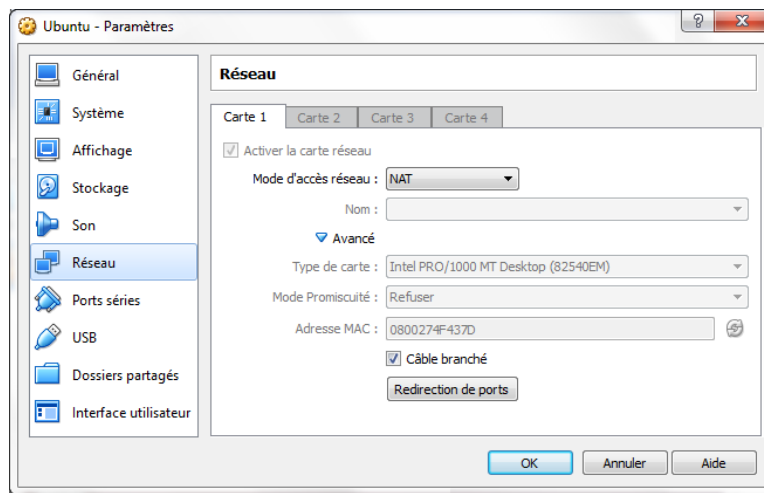 Ubuntu - Paramètres
Général
Système
Affichage
Stockage
Son
Réseau
Ports séries
USB
Dossiers partagés
Interface utilisateur
Réseau
Carte 1 Carte 2 Carte 3 Carte 4
Activer la carte réseau
Mode d'accès réseau : NAT
Nom :
Avancé
Type de carte : Intel PRO/1000 MT Desktop (82540EM)
Mode Promiscuité : Refuser
Adresse MAC : 0800274F437D
Câble branché
Redirection de ports
OK Annuler Aide